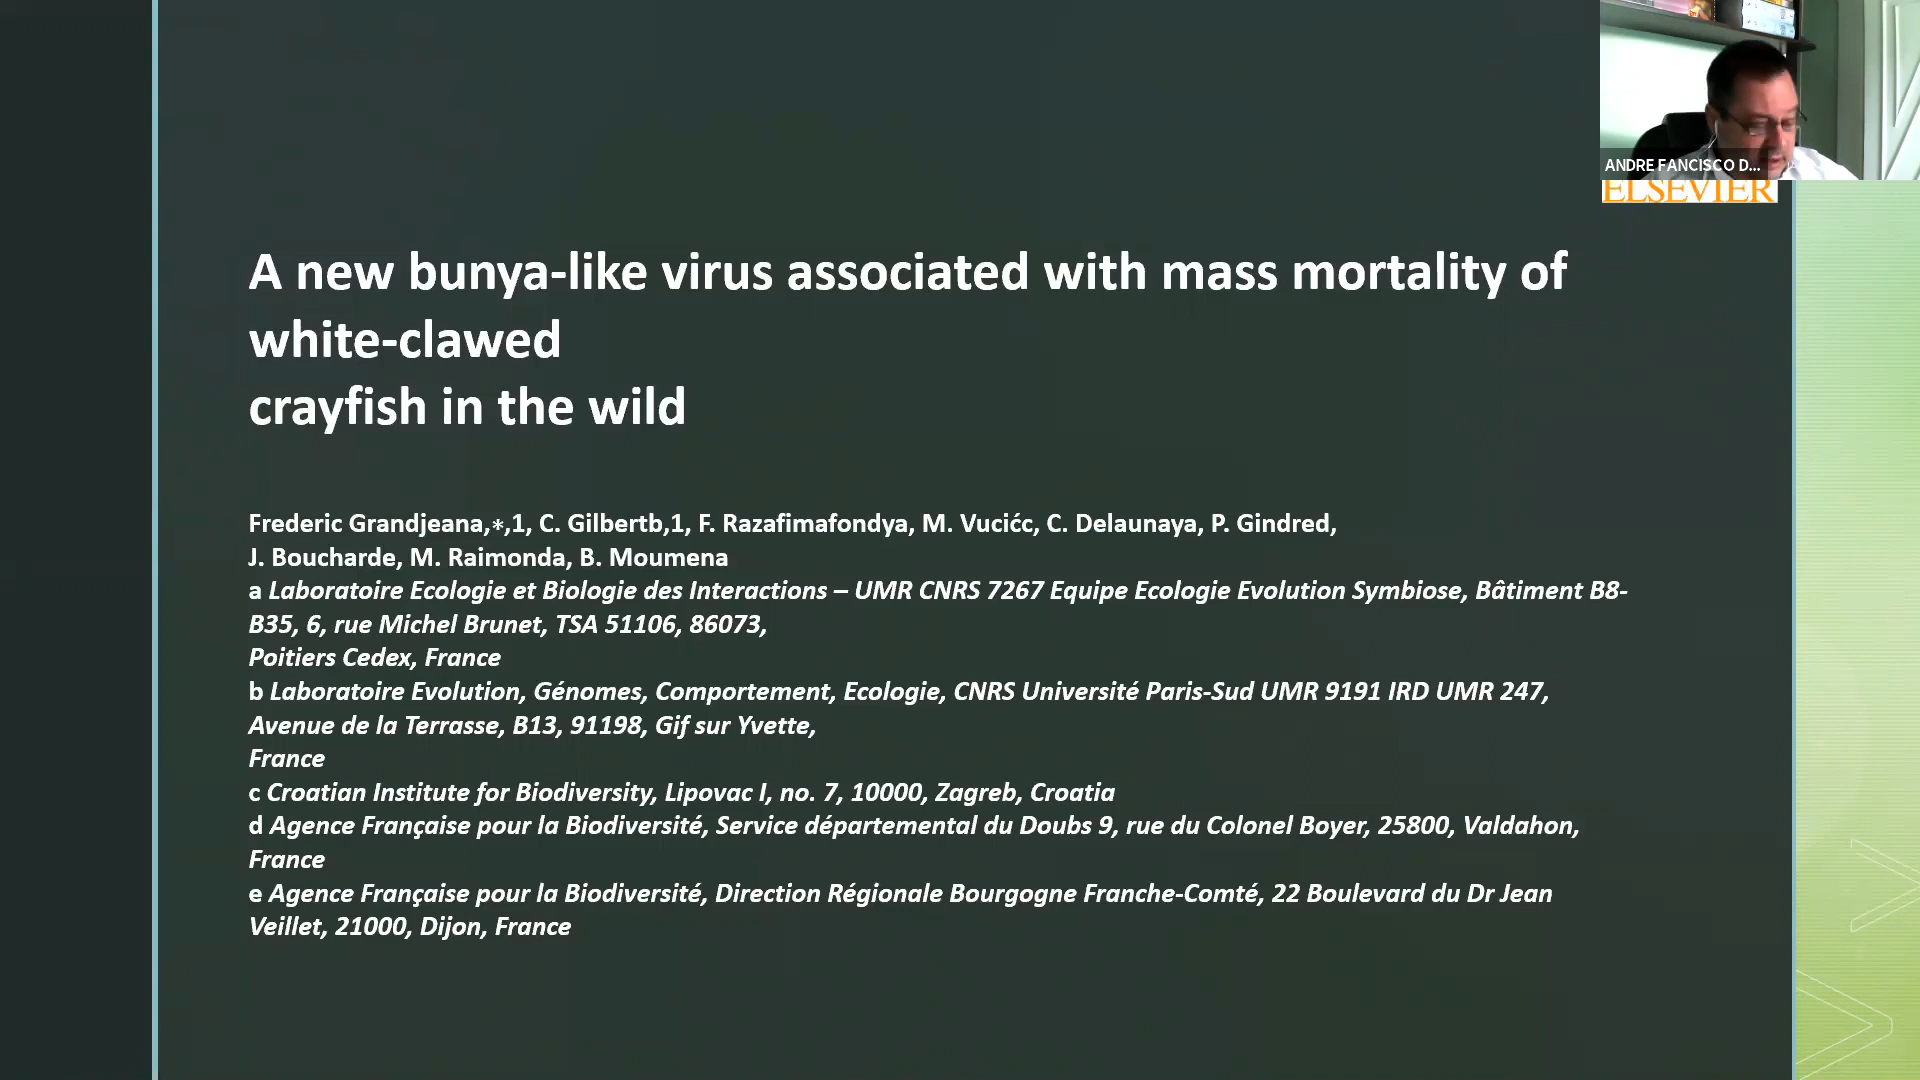 ANDRE FANCISCO D...
ELSEVIER
A new bunya-like virus associated with mass mortality of
white-clawed
crayfish in the wild
Frederic Grandjeana,∗,1, C. Gilbertb,1, F. Razafimafondya, M. Vucićc, C. Delaunaya, P. Gindred,
J. Boucharde, M. Raimonda, B. Moumena
a Laboratoire Ecologie et Biologie des Interactions – UMR CNRS 7267 Equipe Ecologie Evolution Symbiose, Bâtiment B8-
B35, 6, rue Michel Brunet, TSA 51106, 86073,
Poitiers Cedex, France
b Laboratoire Evolution, Génomes, Comportement, Ecologie, CNRS Université Paris-Sud UMR 9191 IRD UMR 247,
Avenue de la Terrasse, B13, 91198, Gif sur Yvette,
France
c Croatian Institute for Biodiversity, Lipovac I, no. 7, 10000, Zagreb, Croatia
d Agence Française pour la Biodiversité, Service départemental du Doubs 9, rue du Colonel Boyer, 25800, Valdahon,
France
e Agence Française pour la Biodiversité, Direction Régionale Bourgogne Franche-Comté, 22 Boulevard du Dr Jean
Veillet, 21000, Dijon, France